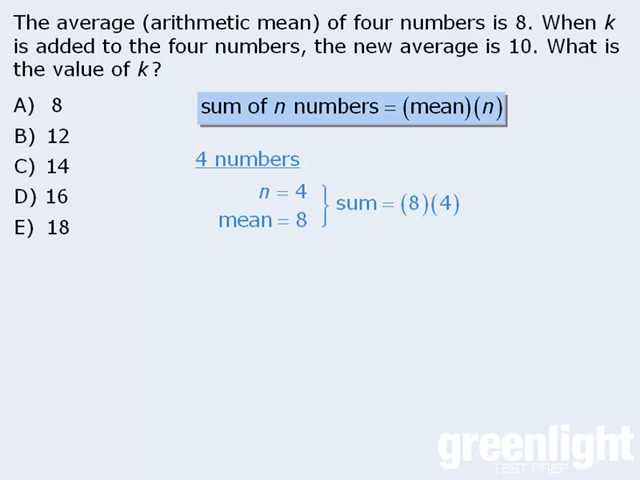 The average (arithmetic mean) of four numbers is 8. When k
is added to the four numbers, the new average is 10. What is
the value of k?
A) 8
B) 12
C) 14
D) 16
E) 18
sum of n numbers = (mean)(n)
4 numbers
n = 4
mean = 8
sum = (8)(4)
greenlight
TEST PREP